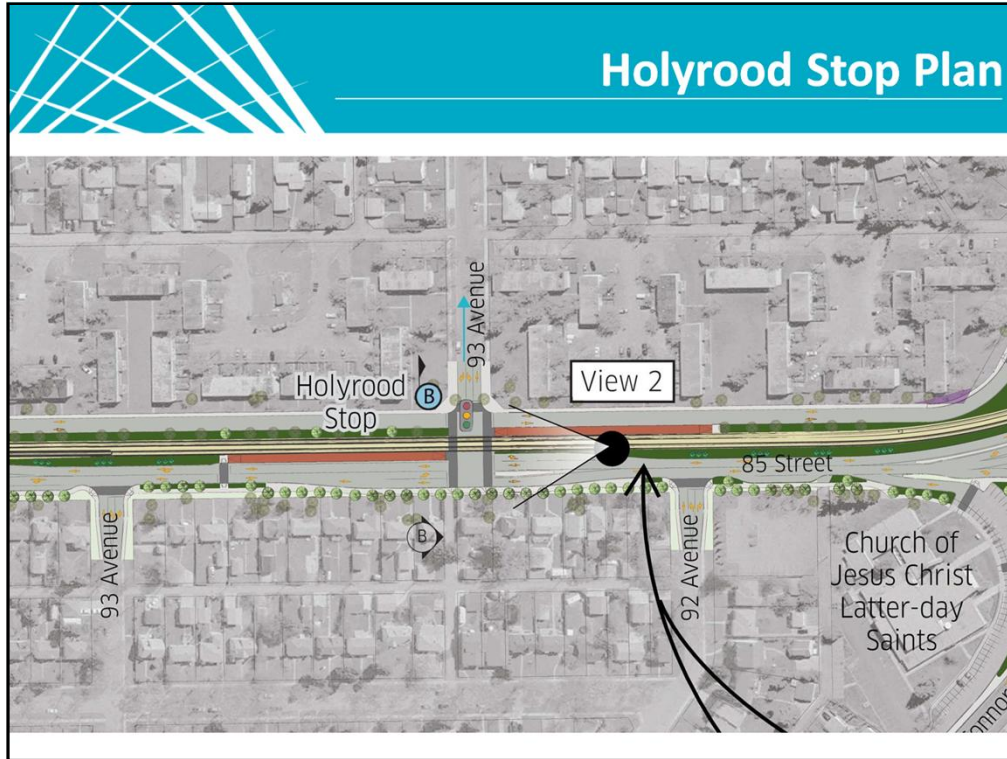 Holyrood Stop Plan
93 Avenue
Holyrood
Stop
B
View 2
85 Street
B
93 Avenue
92 Avenue
Church of
Jesus Christ
Latter-day
Saints